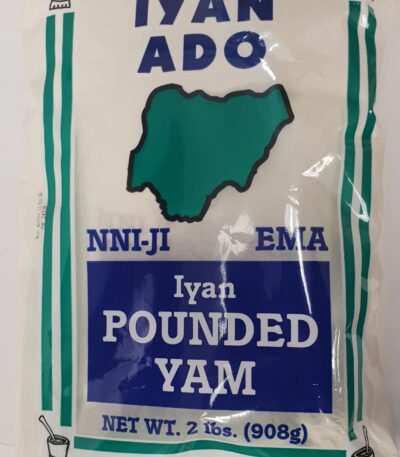 IYAN
ADO
NNI-JI EMA
Iyan
POUNDED
YAM
NET WT. 2 lbs. (908g)